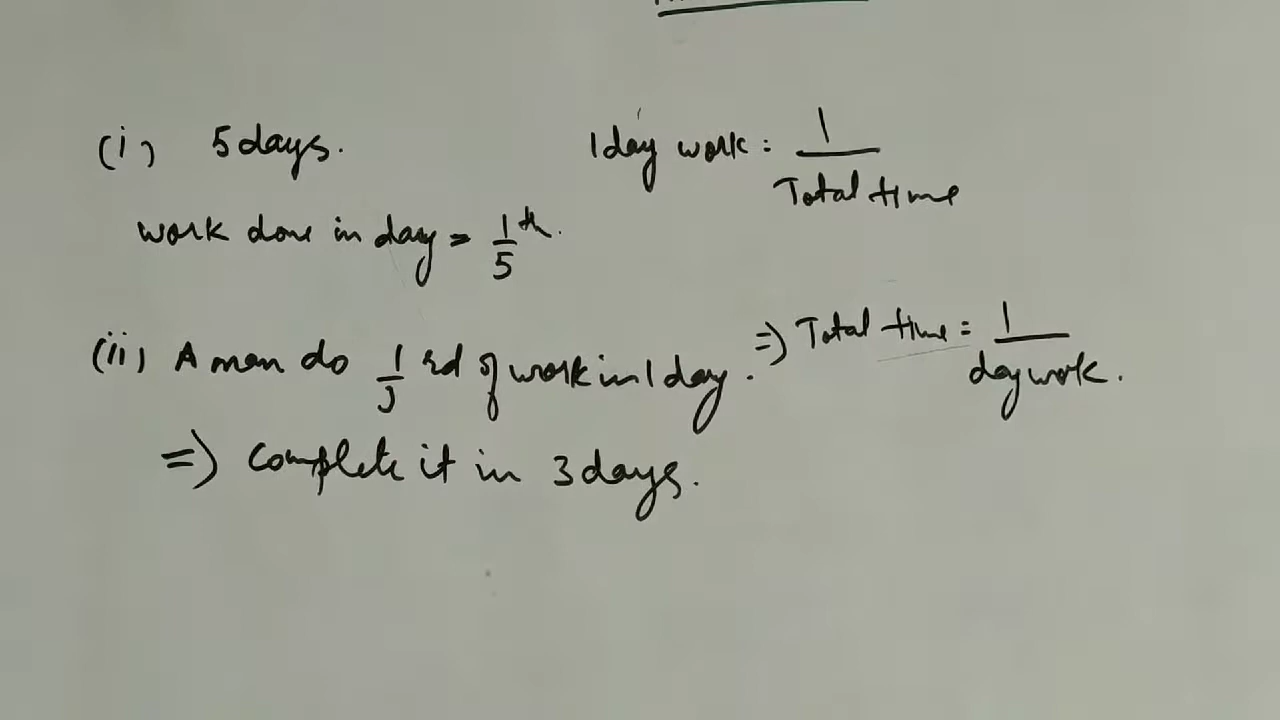 (i) 5 days.
1 day work : 1 / Total time
work done in day = 1/5 th.
(ii) A man do 1/3 rd of work in 1 day.
=) Total time = 1 / day work.
=) Complete it in 3 days.